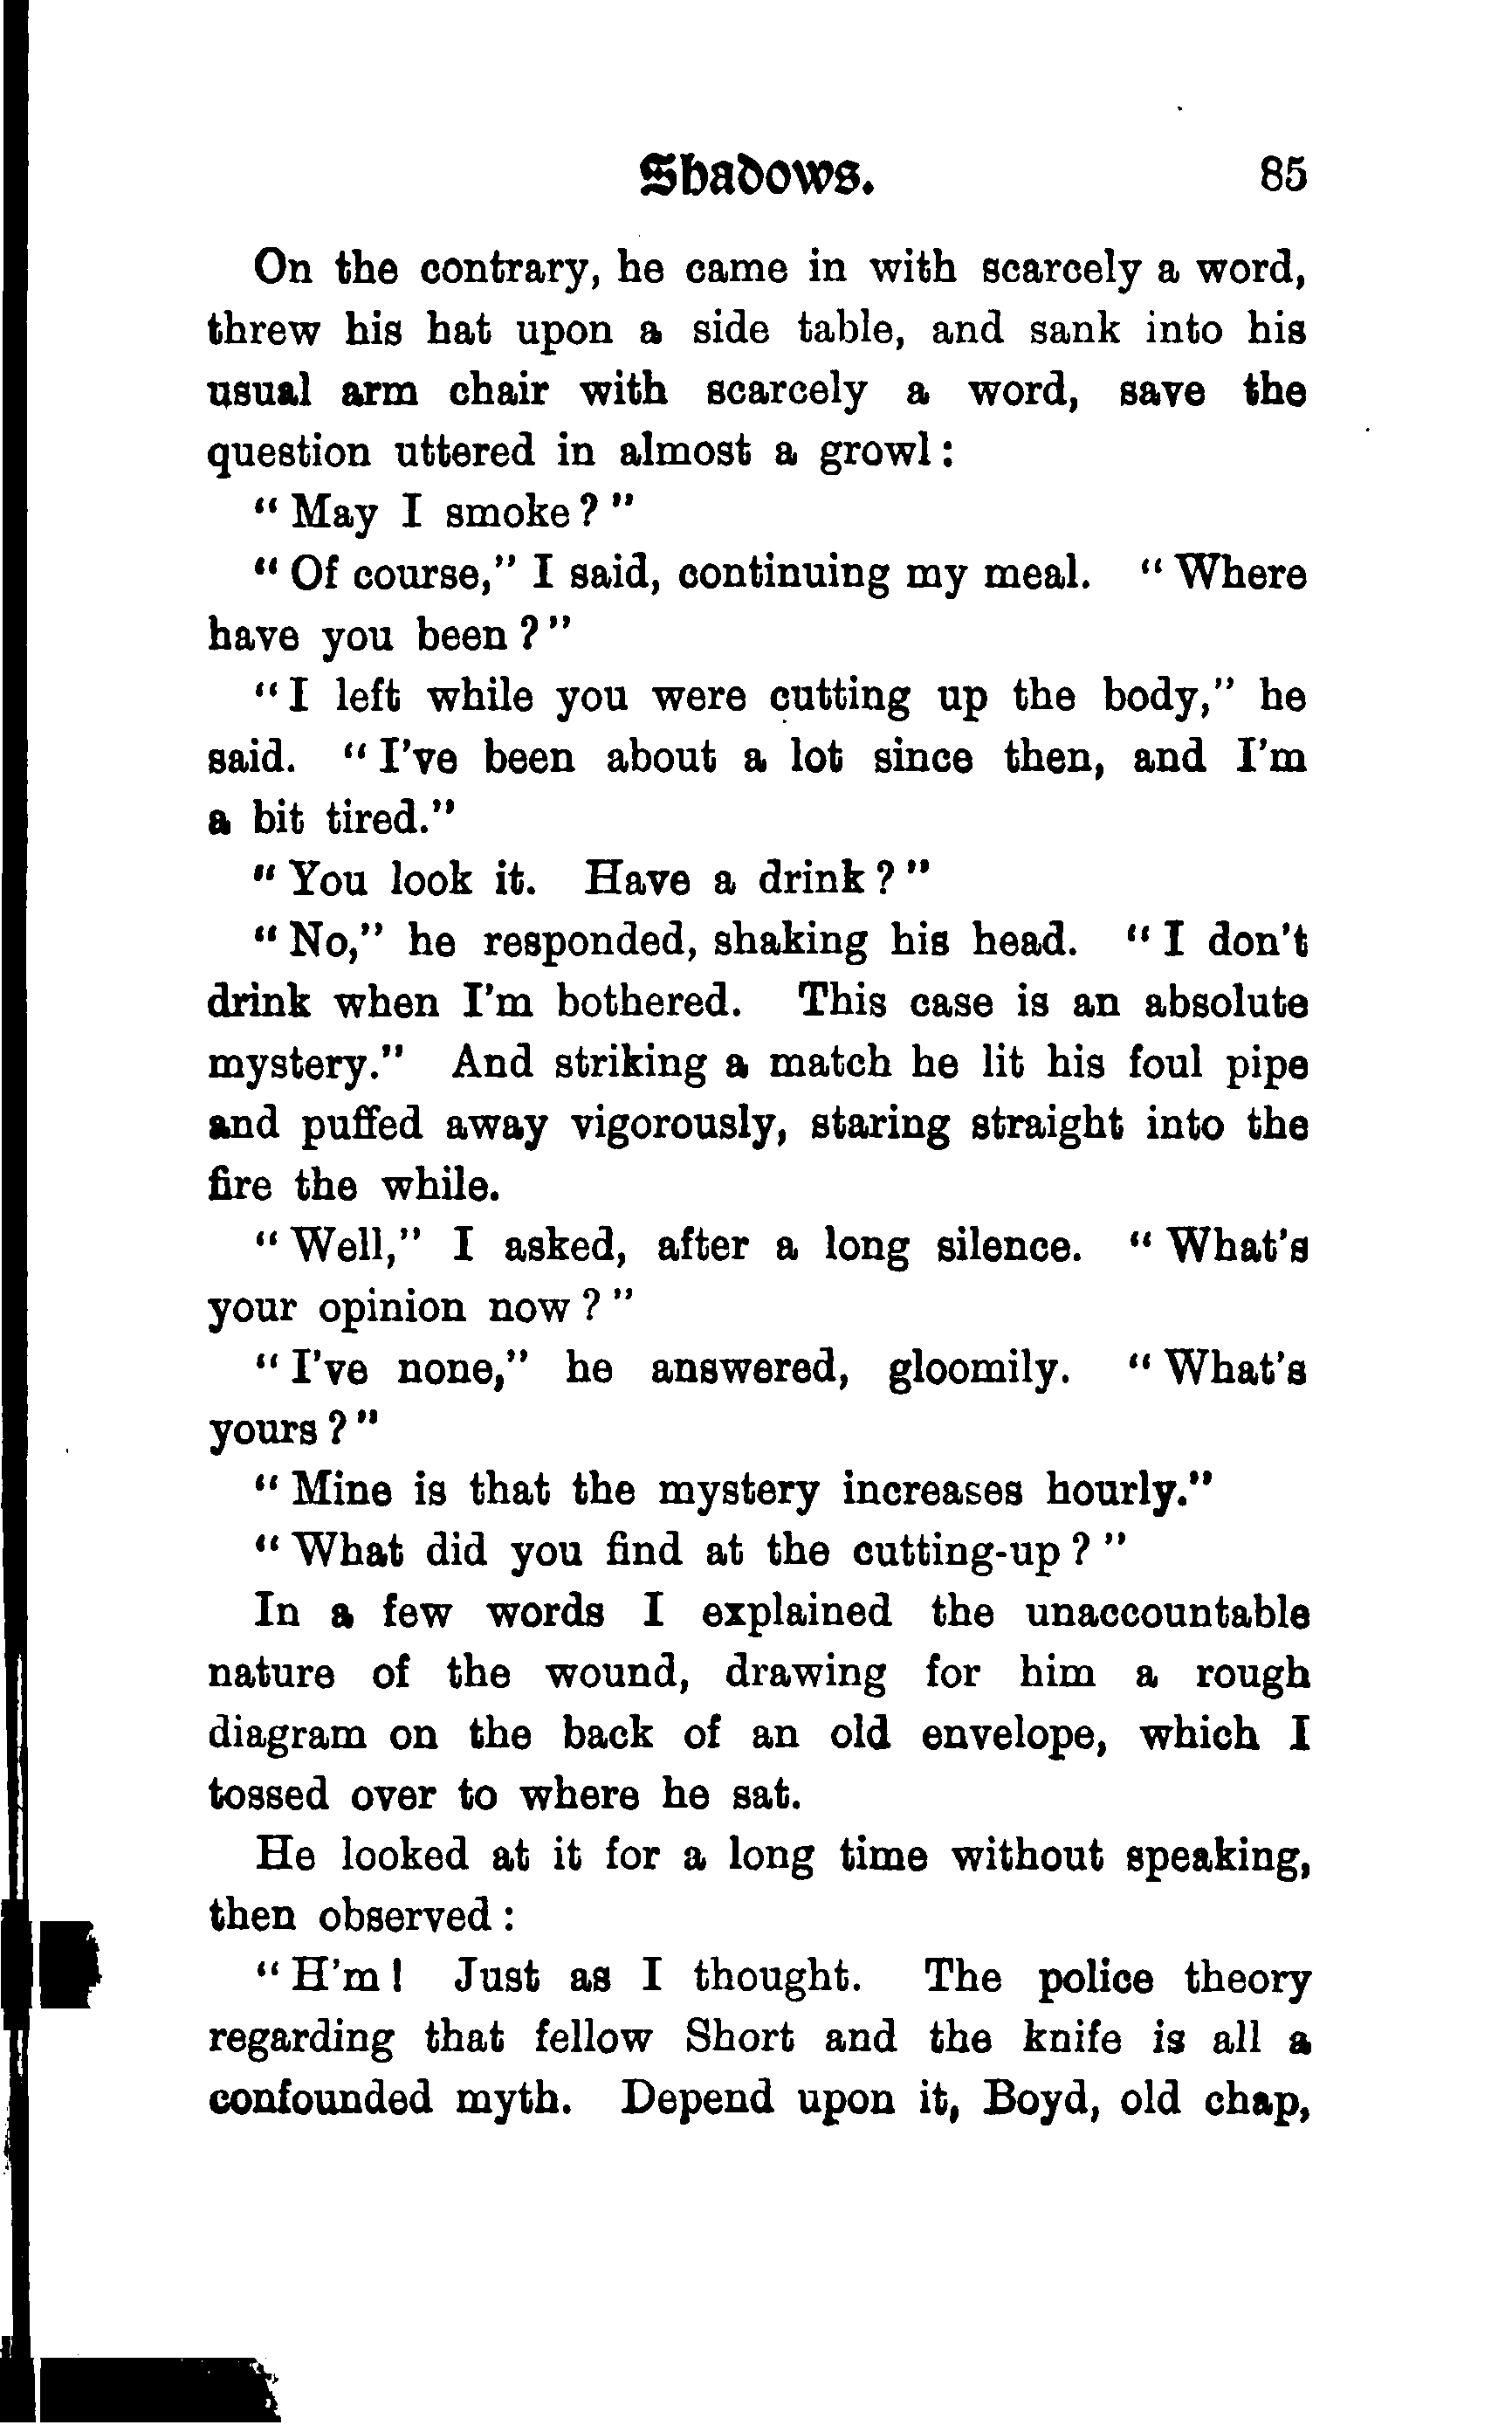 Shadows. 85
On the contrary, he came in with scarcely a word,
threw his hat upon a side table, and sank into his
usual arm chair with scarcely a word, save the
question uttered in almost a growl:
"May I smoke?"
"Of course," I said, continuing my meal. "Where
have you been?"
"I left while you were cutting up the body," he
said. "I've been about a lot since then, and I'm
a bit tired."
"You look it. Have a drink?"
"No," he responded, shaking his head. "I don't
drink when I'm bothered. This case is an absolute
mystery." And striking a match he lit his foul pipe
and puffed away vigorously, staring straight into the
fire the while.
"Well," I asked, after a long silence. "What's
your opinion now?"
"I've none," he answered, gloomily. "What's
yours?"
"Mine is that the mystery increases hourly."
"What did you find at the cutting-up?"
In a few words I explained the unaccountable
nature of the wound, drawing for him a rough
diagram on the back of an old envelope, which I
tossed over to where he sat.
He looked at it for a long time without speaking,
then observed:
"H'm! Just as I thought. The police theory
regarding that fellow Short and the knife is all a
confounded myth. Depend upon it, Boyd, old chap,